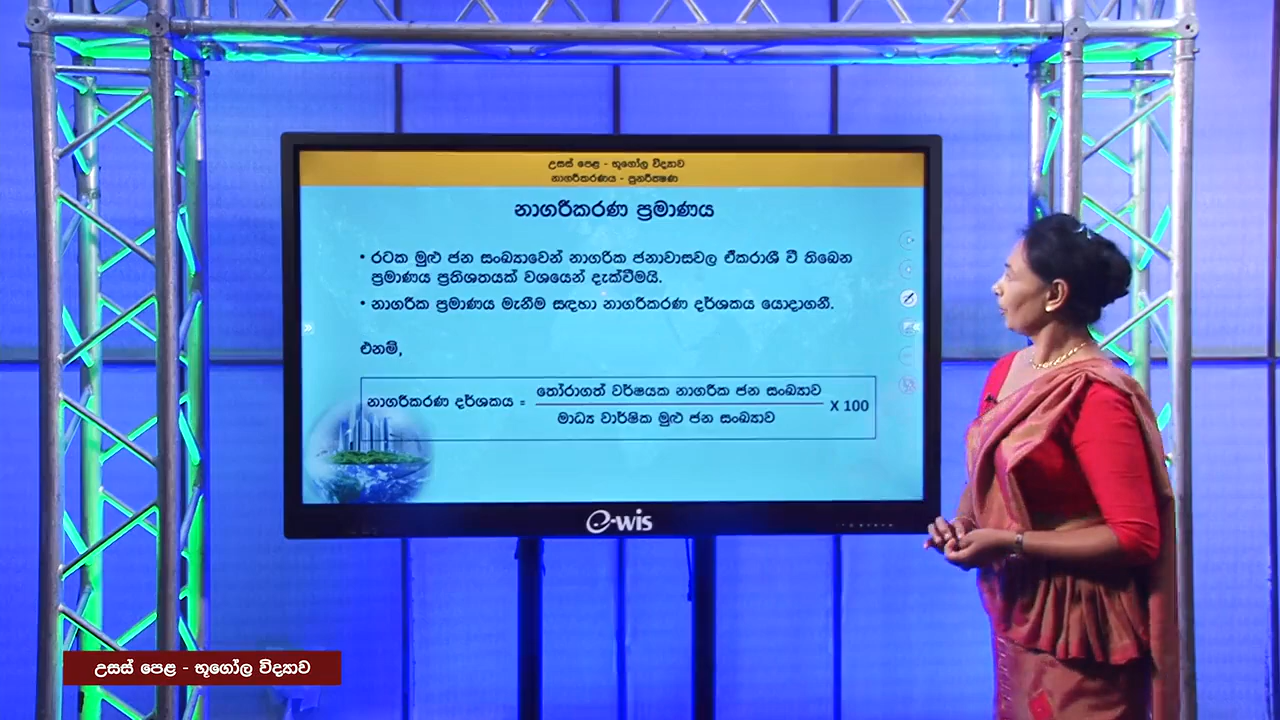 උසස් පෙළ - භූගෝල විද්‍යාව
නාගරීකරණය - පුනරීක්ෂණ
නාගරීකරණ ප්‍රමාණය
• රටක මුළු ජන සංඛ්‍යාවෙන් නාගරික ජනාවාසවල ඒකරාශී වී තිබෙන
ප්‍රමාණය ප්‍රතිශතයක් වශයෙන් දැක්වීමයි.
• නාගරික ප්‍රමාණය මැනීම සඳහා නාගරීකරණ දර්ශකය යොදාගනී.
එනම්,
තෝරාගත් වර්ෂයක නාගරික ජන සංඛ්‍යාව
නාගරීකරණ දර්ශකය = X 100
මාධ්‍ය වාර්ෂික මුළු ජන සංඛ්‍යාව
e-wis
උසස් පෙළ - භූගෝල විද්‍යාව